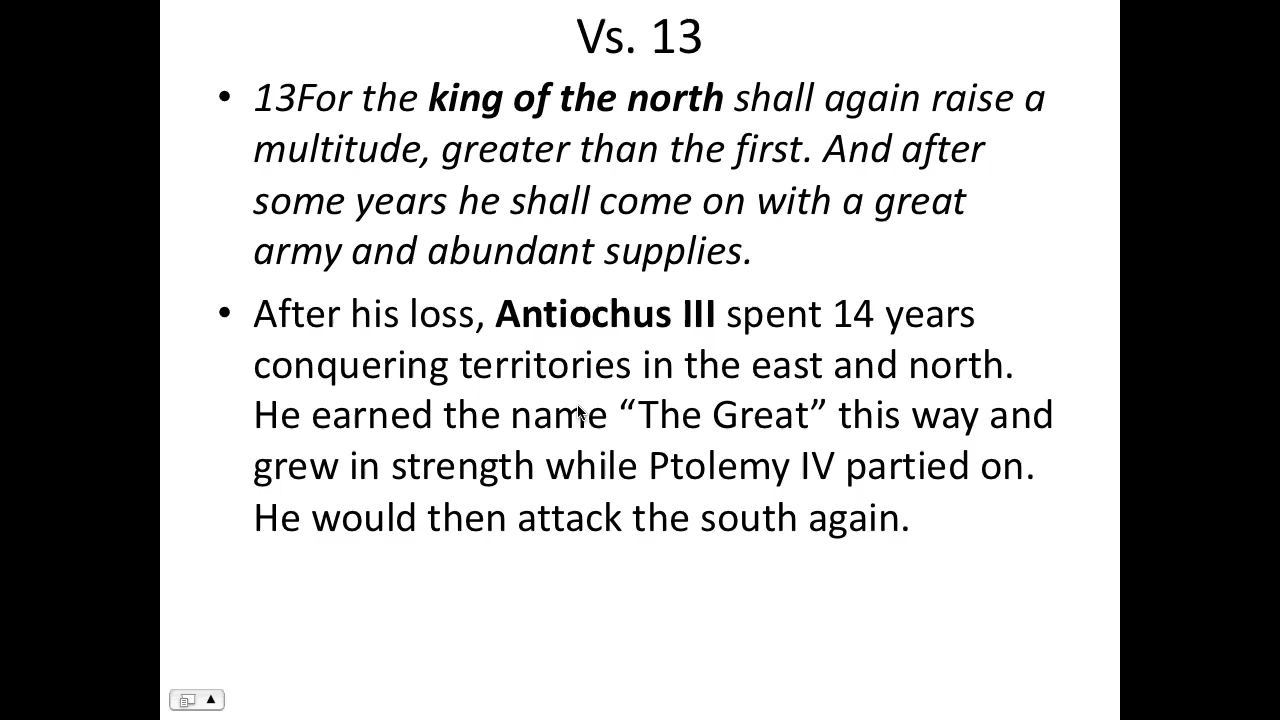 Vs. 13
• 13For the king of the north shall again raise a
multitude, greater than the first. And after
some years he shall come on with a great
army and abundant supplies.
• After his loss, Antiochus III spent 14 years
conquering territories in the east and north.
He earned the name “The Great” this way and
grew in strength while Ptolemy IV partied on.
He would then attack the south again.